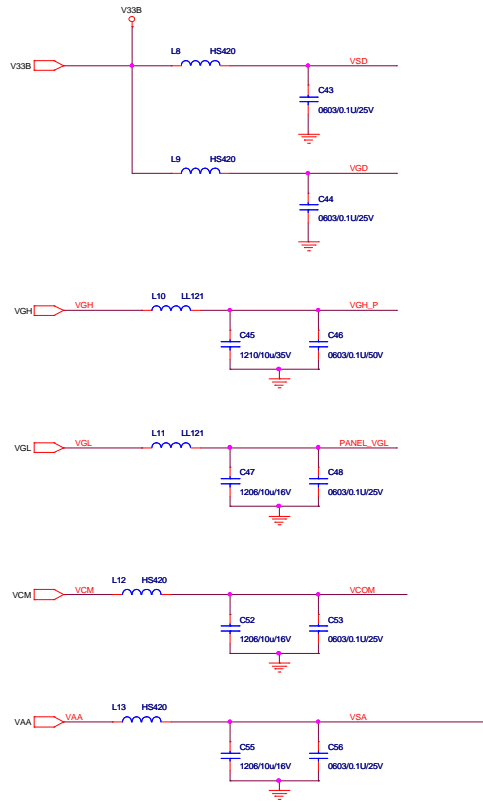 V33B
L8 HS420
V33B VSD
C43
0603/0.1U/25V
L9 HS420
VGD
C44
0603/0.1U/25V
L10 LL121
VGH VGH VGH_P
C45 C46
1210/10u/35V 0603/0.1U/50V
L11 LL121
VGL VGL PANEL_VGL
C47 C48
1206/10u/16V 0603/0.1U/25V
L12 HS420
VCM VCM VCOM
C52 C53
1206/10u/16V 0603/0.1U/25V
L13 HS420
VAA VAA VSA
C55 C56
1206/10u/16V 0603/0.1U/25V